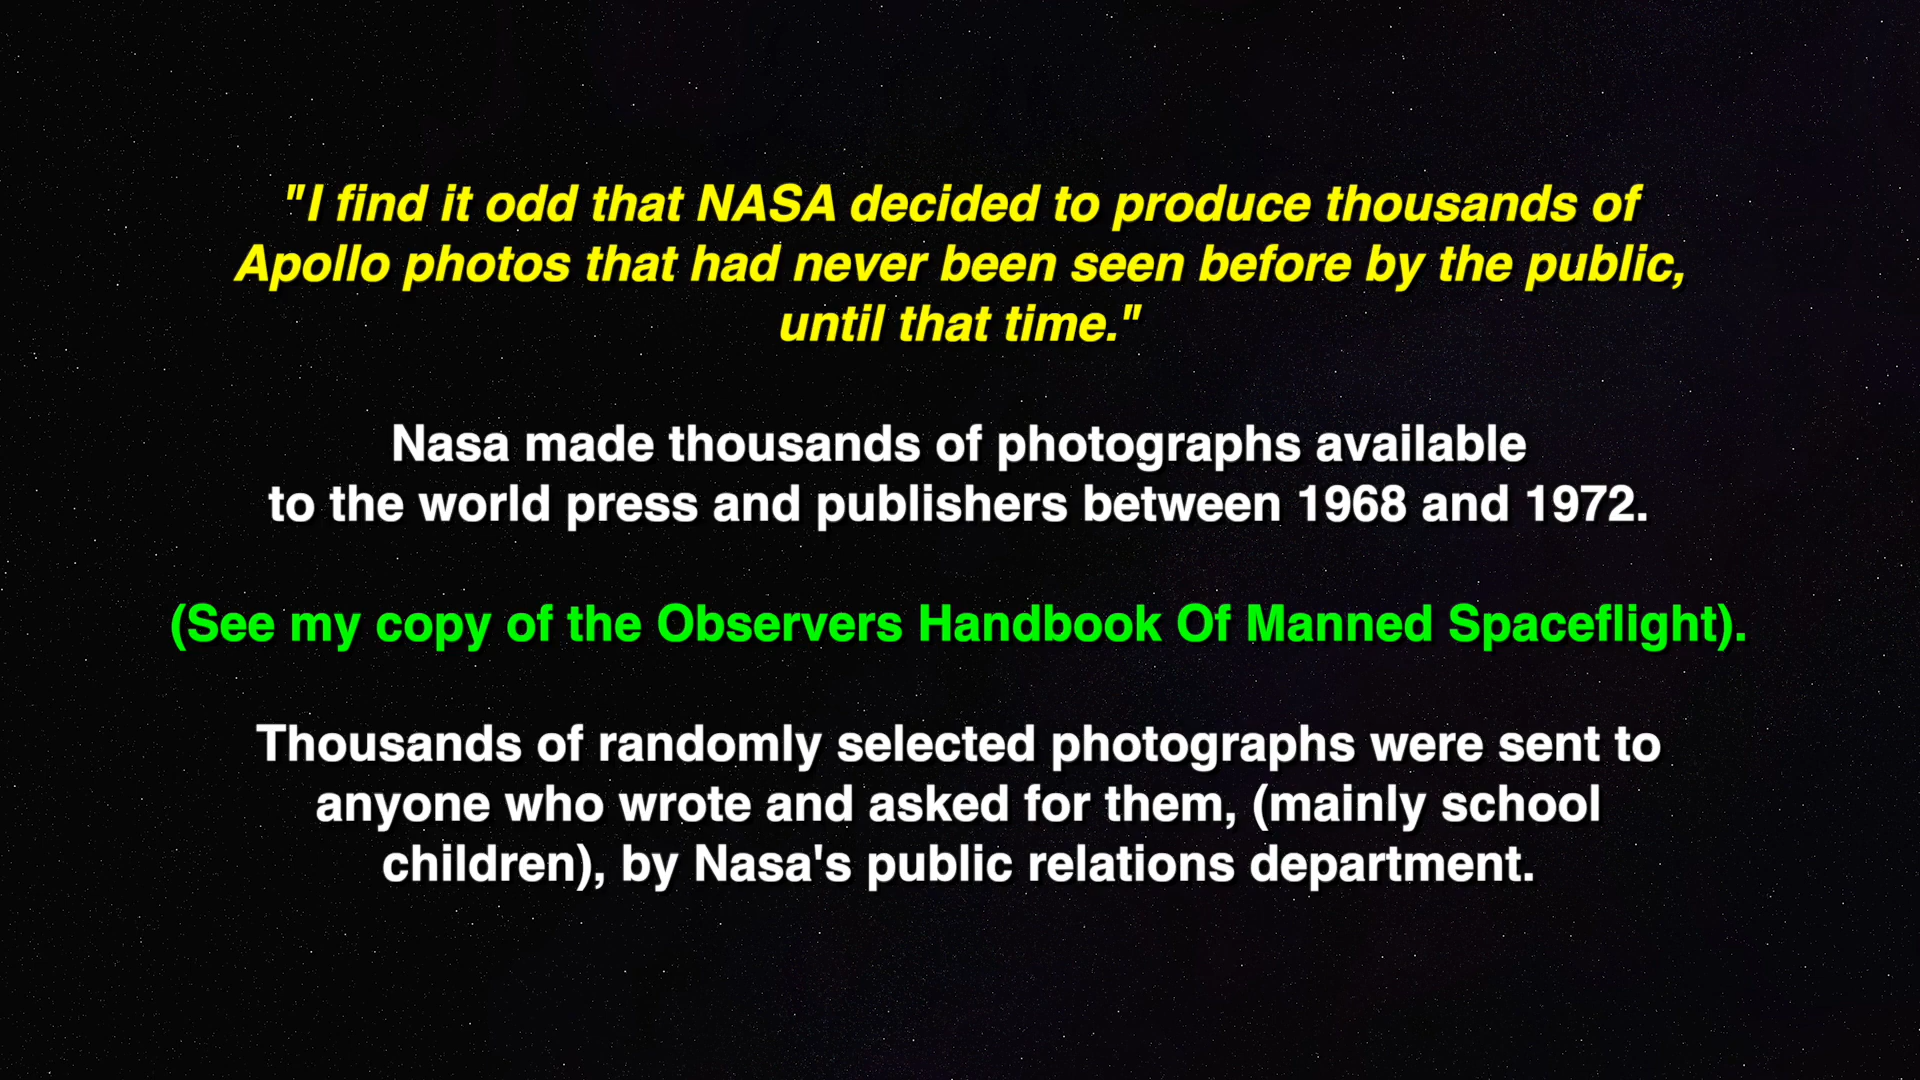 "I find it odd that NASA decided to produce thousands of
Apollo photos that had never been seen before by the public,
until that time."
Nasa made thousands of photographs available
to the world press and publishers between 1968 and 1972.
(See my copy of the Observers Handbook Of Manned Spaceflight).
Thousands of randomly selected photographs were sent to
anyone who wrote and asked for them, (mainly school
children), by Nasa's public relations department.